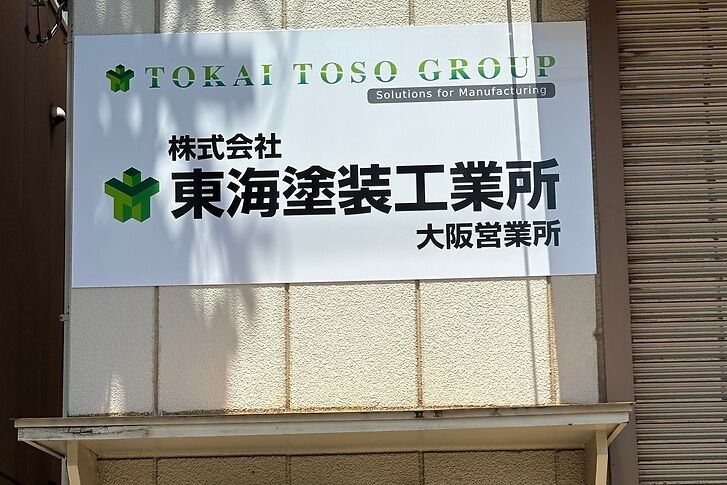 TOKAI TOSO GROUP
Solutions for Manufacturing
株式会社
東海塗装工業所
大阪営業所